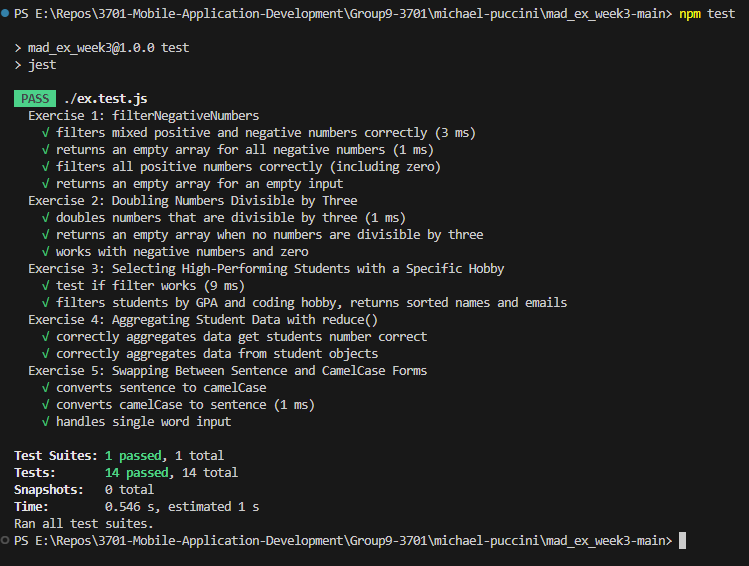 PS E:\Repos\3701-Mobile-Application-Development\Group9-3701\michael-puccini\mad_ex_week3-main> npm test
> mad_ex_week3@1.0.0 test
> jest
PASS ./ex.test.js
Exercise 1: filterNegativeNumbers
√ filters mixed positive and negative numbers correctly (3 ms)
√ returns an empty array for all negative numbers (1 ms)
√ filters all positive numbers correctly (including zero)
√ returns an empty array for an empty input
Exercise 2: Doubling Numbers Divisible by Three
√ doubles numbers that are divisible by three (1 ms)
√ returns an empty array when no numbers are divisible by three
√ works with negative numbers and zero
Exercise 3: Selecting High-Performing Students with a Specific Hobby
√ test if filter works (9 ms)
√ filters students by GPA and coding hobby, returns sorted names and emails
Exercise 4: Aggregating Student Data with reduce()
√ correctly aggregates data get students number correct
√ correctly aggregates data from student objects
Exercise 5: Swapping Between Sentence and CamelCase Forms
√ converts sentence to camelCase
√ converts camelCase to sentence (1 ms)
√ handles single word input
Test Suites: 1 passed, 1 total
Tests: 14 passed, 14 total
Snapshots: 0 total
Time: 0.546 s, estimated 1 s
Ran all test suites.
PS E:\Repos\3701-Mobile-Application-Development\Group9-3701\michael-puccini\mad_ex_week3-main>